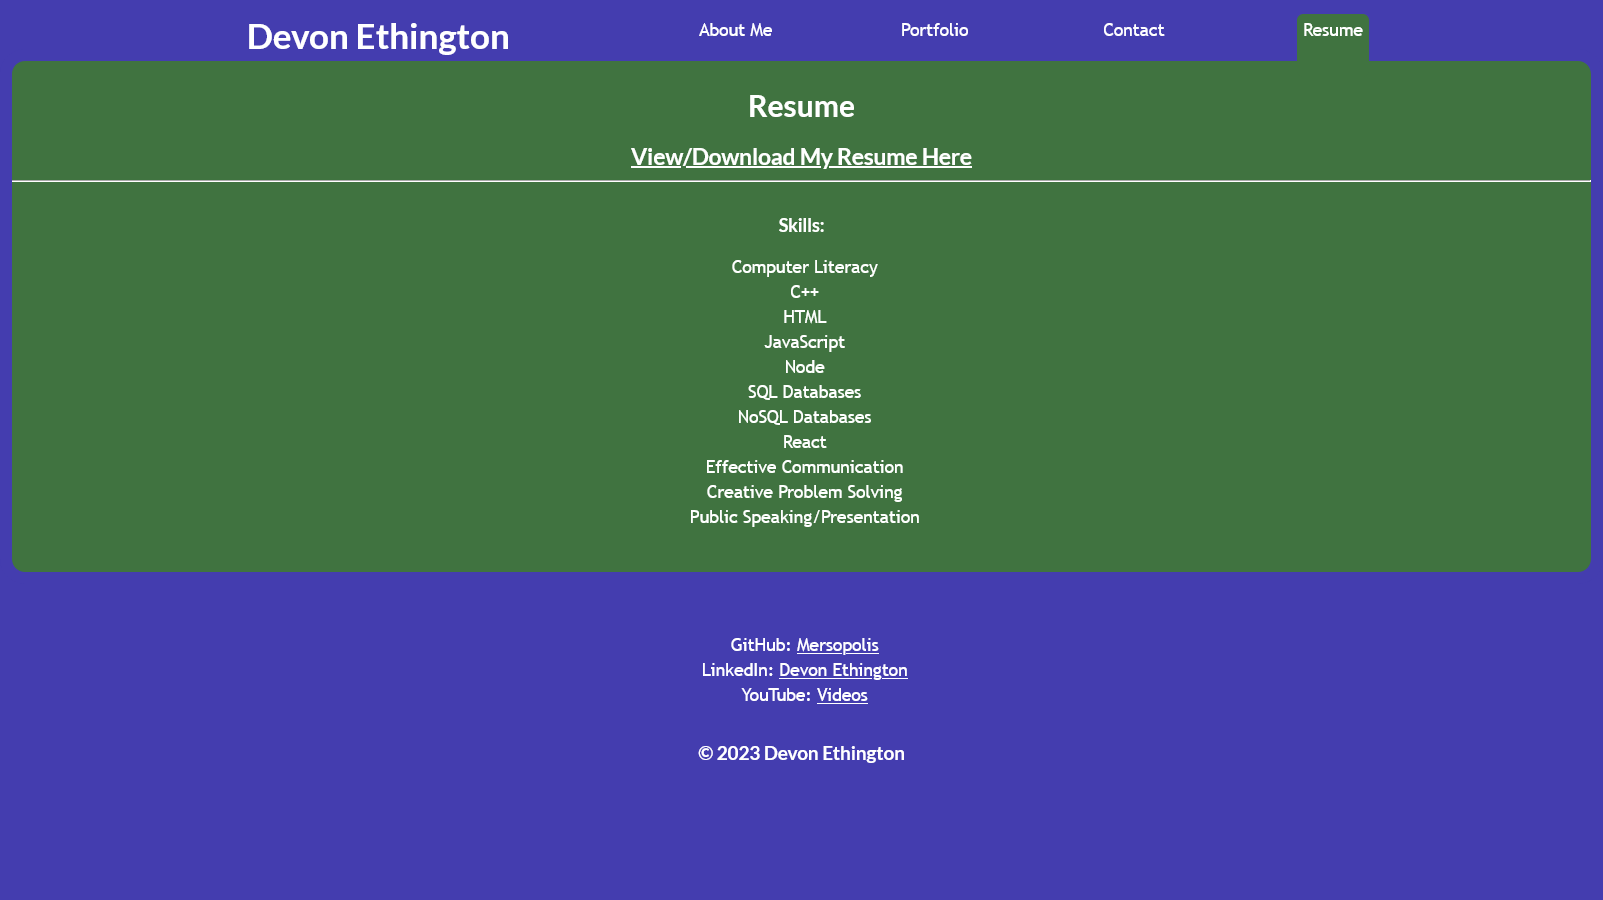 Devon Ethington
About Me
Portfolio
Contact
Resume
Resume
View/Download My Resume Here
Skills:
Computer Literacy
C++
HTML
JavaScript
Node
SQL Databases
NoSQL Databases
React
Effective Communication
Creative Problem Solving
Public Speaking/Presentation
GitHub: Mersopolis
LinkedIn: Devon Ethington
YouTube: Videos
© 2023 Devon Ethington